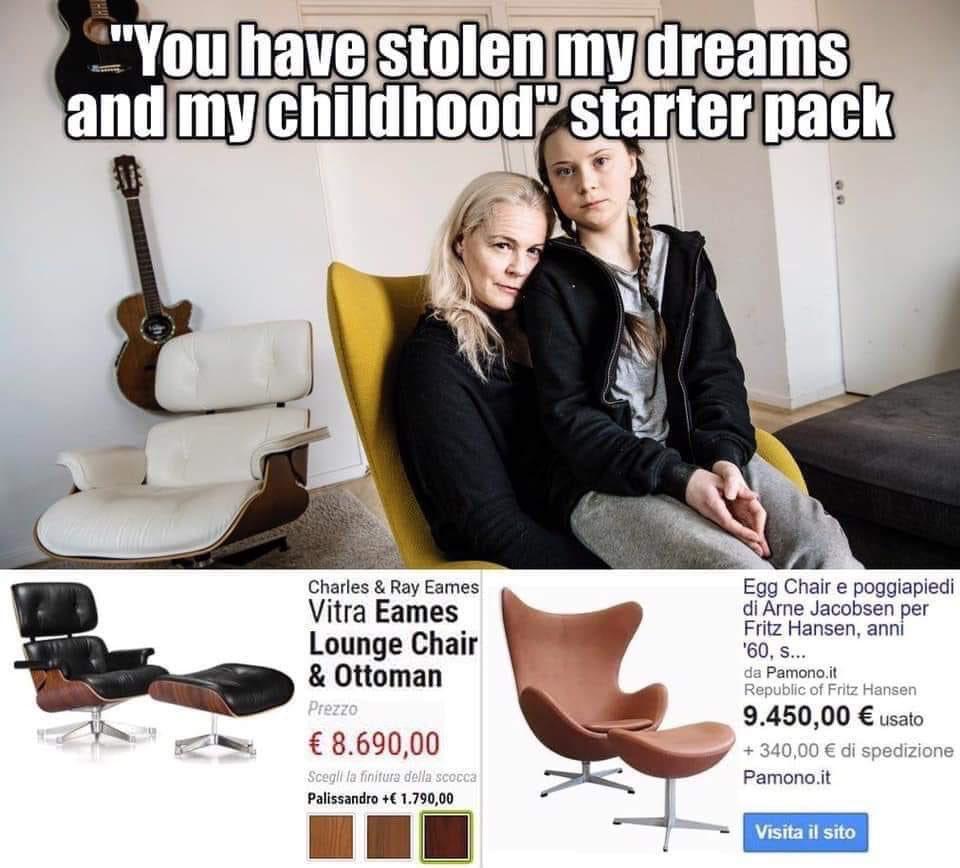 "You have stolen my dreams
and my childhood" starter pack
Charles & Ray Eames
Vitra Eames
Lounge Chair
& Ottoman
Prezzo
€ 8.690,00
Scegli la finitura della scocca
Palissandro +€ 1.790,00
Egg Chair e poggiapiedi
di Arne Jacobsen per
Fritz Hansen, anni
'60, s...
da Pamono.it
Republic of Fritz Hansen
9.450,00 € usato
+ 340,00 € di spedizione
Pamono.it
Visita il sito